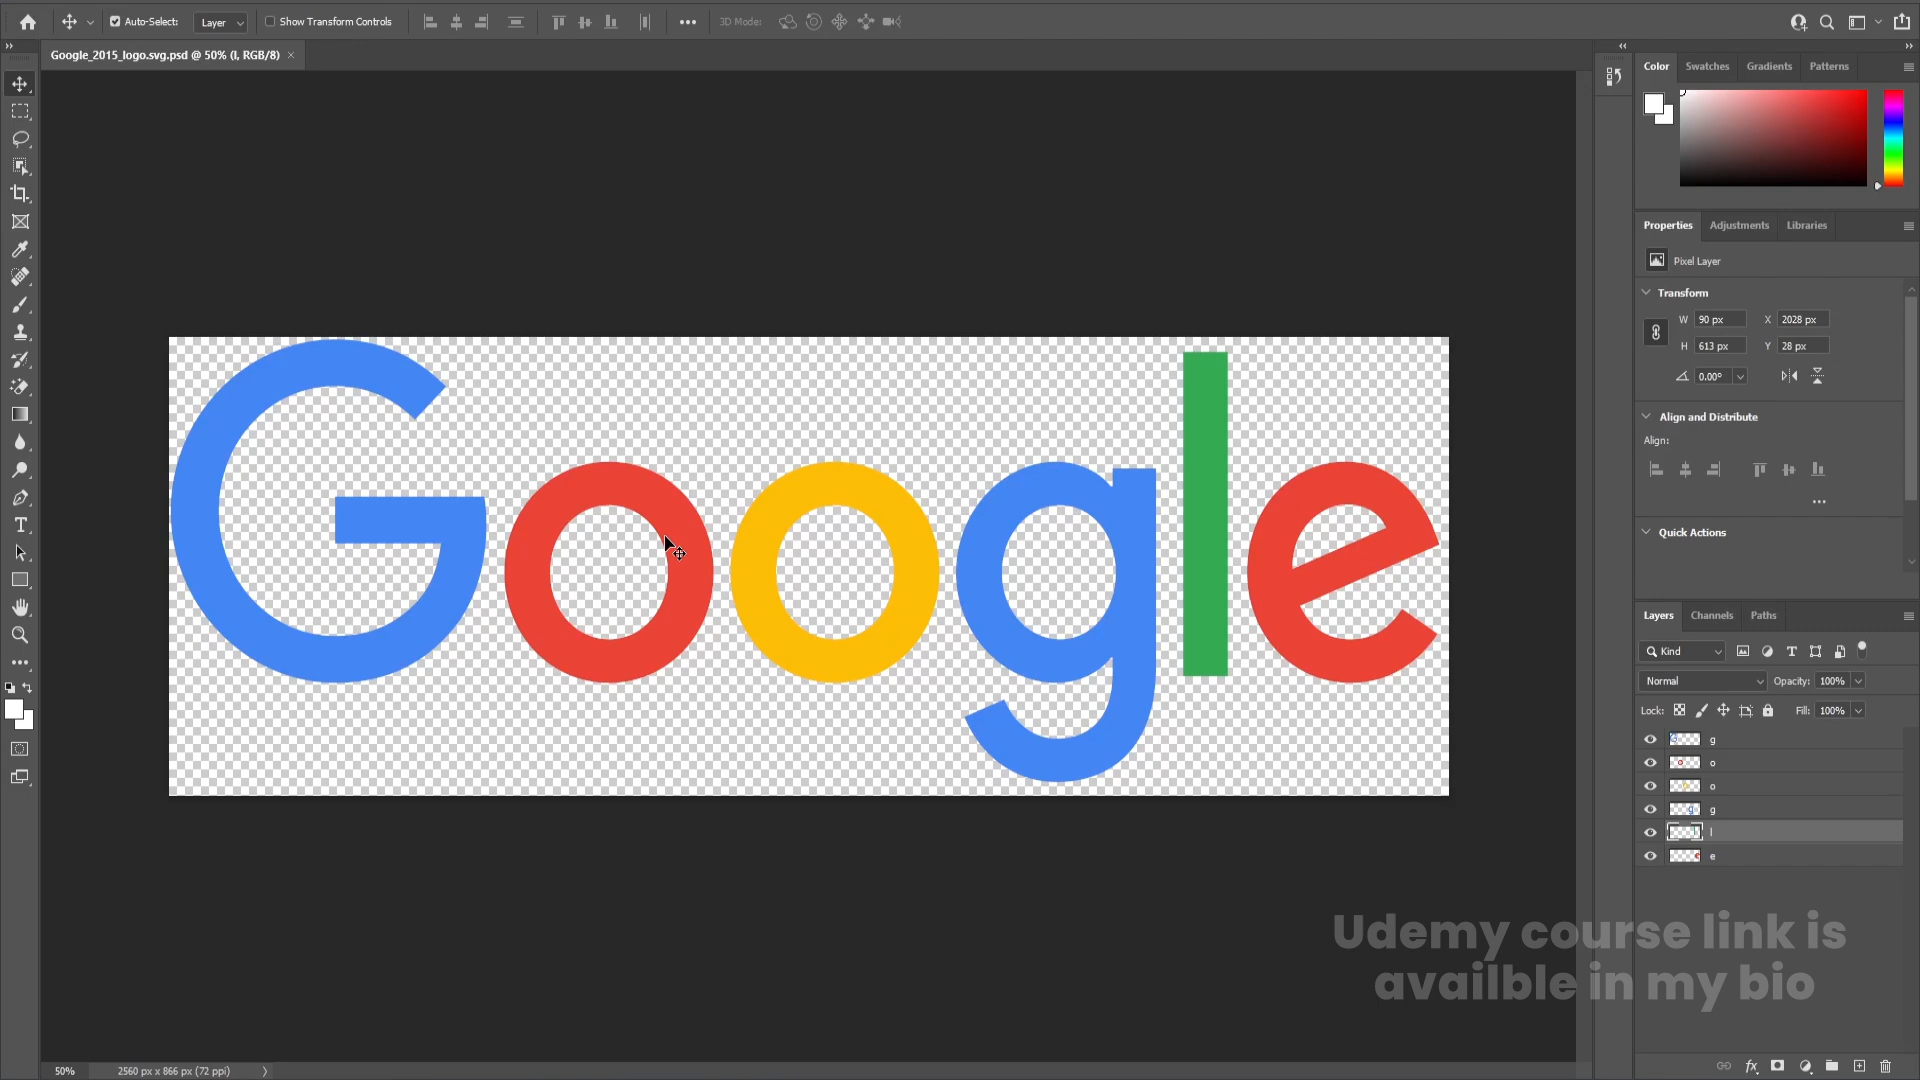 Auto-Select:
Layer
Show Transform Controls
3D Mode:
Google_2015_logo.svg.psd @ 50% (l, RGB/8)
Color
Swatches
Gradients
Patterns
Properties
Adjustments
Libraries
Pixel Layer
Transform
W 90 px X 2028 px
H 613 px Y 28 px
0.00°
Align and Distribute
Align:
Quick Actions
Google
Layers
Channels
Paths
Kind
Normal
Opacity: 100%
Lock:
Fill: 100%
g
o
o
g
l
e
Udemy course link is
availble in my bio
50%
2560 px x 866 px (72 ppi)